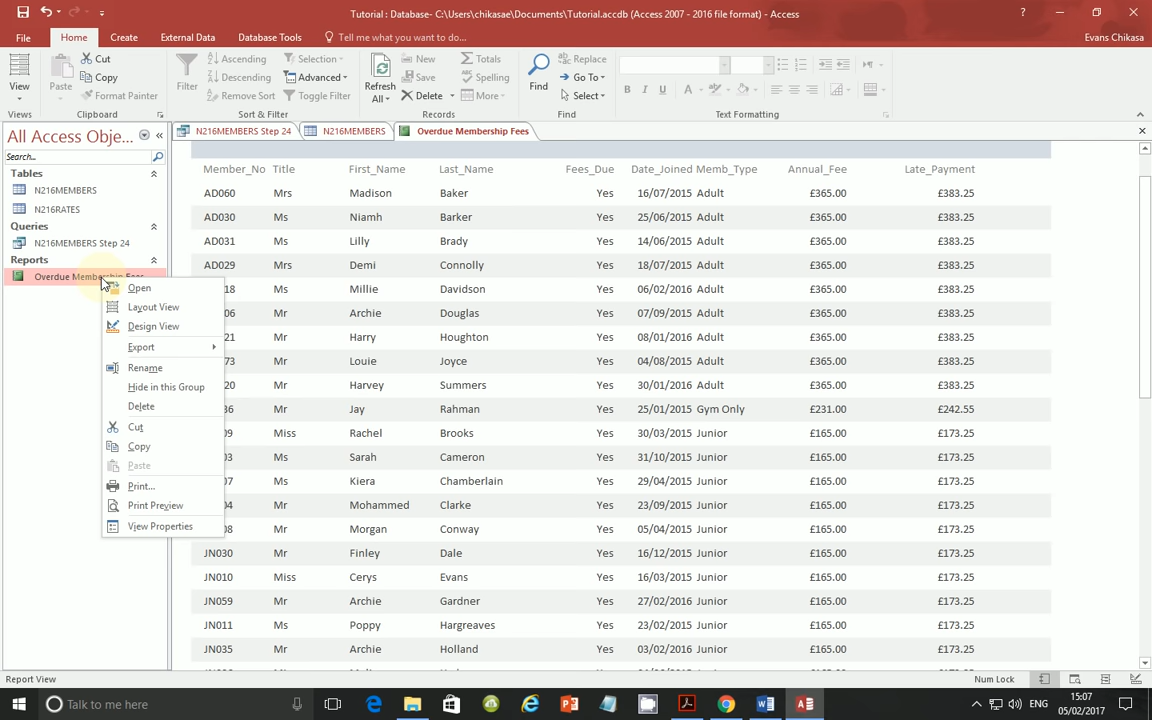 Tutorial : Database- C:\Users\chikasae\Documents\Tutorial.accdb (Access 2007 - 2016 file format) - Access
?
File Home Create External Data Database Tools Tell me what you want to do... Evans Chikasa
View
Views
Paste
Cut
Copy
Format Painter
Clipboard
Filter
Ascending
Descending
Remove Sort
Selection
Advanced
Toggle Filter
Sort & Filter
Refresh
All
New
Save
Delete
Totals
Spelling
More
Records
Find
Replace
Go To
Select
Find
B I U A
Text Formatting
All Access Obje...
Search...
Tables
N216MEMBERS
N216RATES
Queries
N216MEMBERS Step 24
Reports
Overdue Membership Fees
Open
Layout View
Design View
Export
Rename
Hide in this Group
Delete
Cut
Copy
Paste
Print...
Print Preview
View Properties
N216MEMBERS Step 24 N216MEMBERS Overdue Membership Fees
Member_No Title First_Name Last_Name Fees_Due Date_Joined Memb_Type Annual_Fee Late_Payment
AD060 Mrs Madison Baker Yes 16/07/2015 Adult £365.00 £383.25
AD030 Ms Niamh Barker Yes 25/06/2015 Adult £365.00 £383.25
AD031 Ms Lilly Brady Yes 14/06/2015 Adult £365.00 £383.25
AD029 Mrs Demi Connolly Yes 18/07/2015 Adult £365.00 £383.25
18 Ms Millie Davidson Yes 06/02/2016 Adult £365.00 £383.25
06 Mr Archie Douglas Yes 07/09/2015 Adult £365.00 £383.25
21 Mr Harry Houghton Yes 08/01/2016 Adult £365.00 £383.25
73 Mr Louie Joyce Yes 04/08/2015 Adult £365.00 £383.25
20 Mr Harvey Summers Yes 30/01/2016 Adult £365.00 £383.25
36 Mr Jay Rahman Yes 25/01/2015 Gym Only £231.00 £242.55
09 Miss Rachel Brooks Yes 30/03/2015 Junior £165.00 £173.25
03 Ms Sarah Cameron Yes 31/10/2015 Junior £165.00 £173.25
07 Ms Kiera Chamberlain Yes 29/04/2015 Junior £165.00 £173.25
04 Mr Mohammed Clarke Yes 23/09/2015 Junior £165.00 £173.25
08 Mr Morgan Conway Yes 05/04/2015 Junior £165.00 £173.25
JN030 Mr Finley Dale Yes 16/12/2015 Junior £165.00 £173.25
JN010 Miss Cerys Evans Yes 16/03/2015 Junior £165.00 £173.25
JN059 Mr Archie Gardner Yes 27/02/2016 Junior £165.00 £173.25
JN011 Ms Poppy Hargreaves Yes 23/02/2015 Junior £165.00 £173.25
JN035 Mr Archie Holland Yes 03/02/2016 Junior £165.00 £173.25
Report View Num Lock
Talk to me here
ENG
15:07
05/02/2017